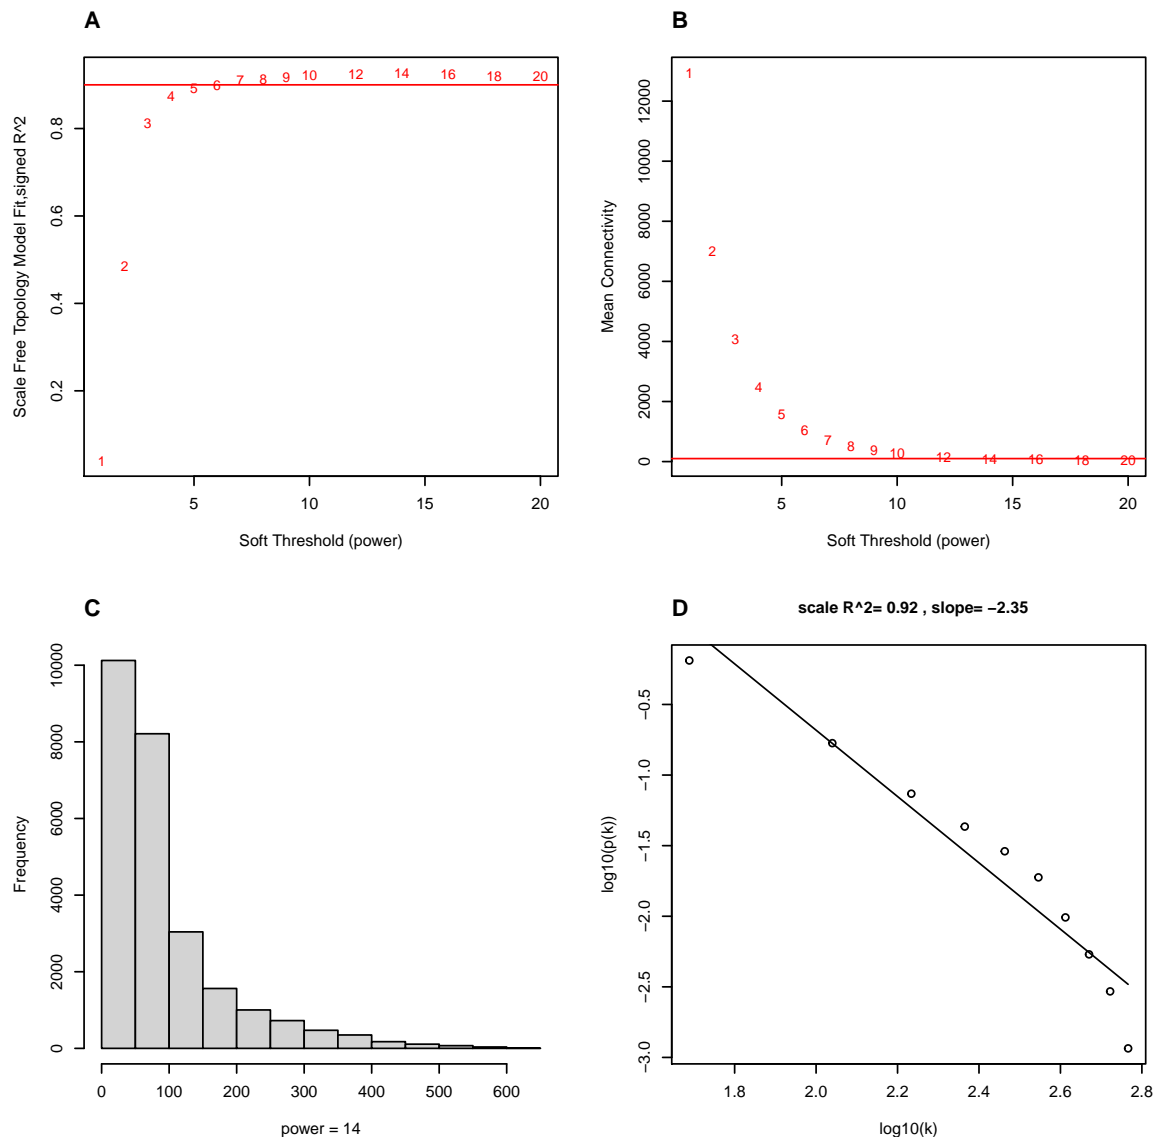 A
Scale Free Topology Model Fit,signed R^2
0.2 0.4 0.6 0.8
1 2 3 4 5 6 7 8 9 10 12 14 16 18 20
5 10 15 20
Soft Threshold (power)
B
Mean Connectivity
0 2000 4000 6000 8000 10000 12000
1 2 3 4 5 6 7 8 9 10 12 14 16 18 20
5 10 15 20
Soft Threshold (power)
C
Frequency
0 2000 4000 6000 8000 10000
0 100 200 300 400 500 600
power = 14
D
scale R^2= 0.92 , slope= −2.35
log10(p(k))
−3.0 −2.5 −2.0 −1.5 −1.0 −0.5
1.8 2.0 2.2 2.4 2.6 2.8
log10(k)